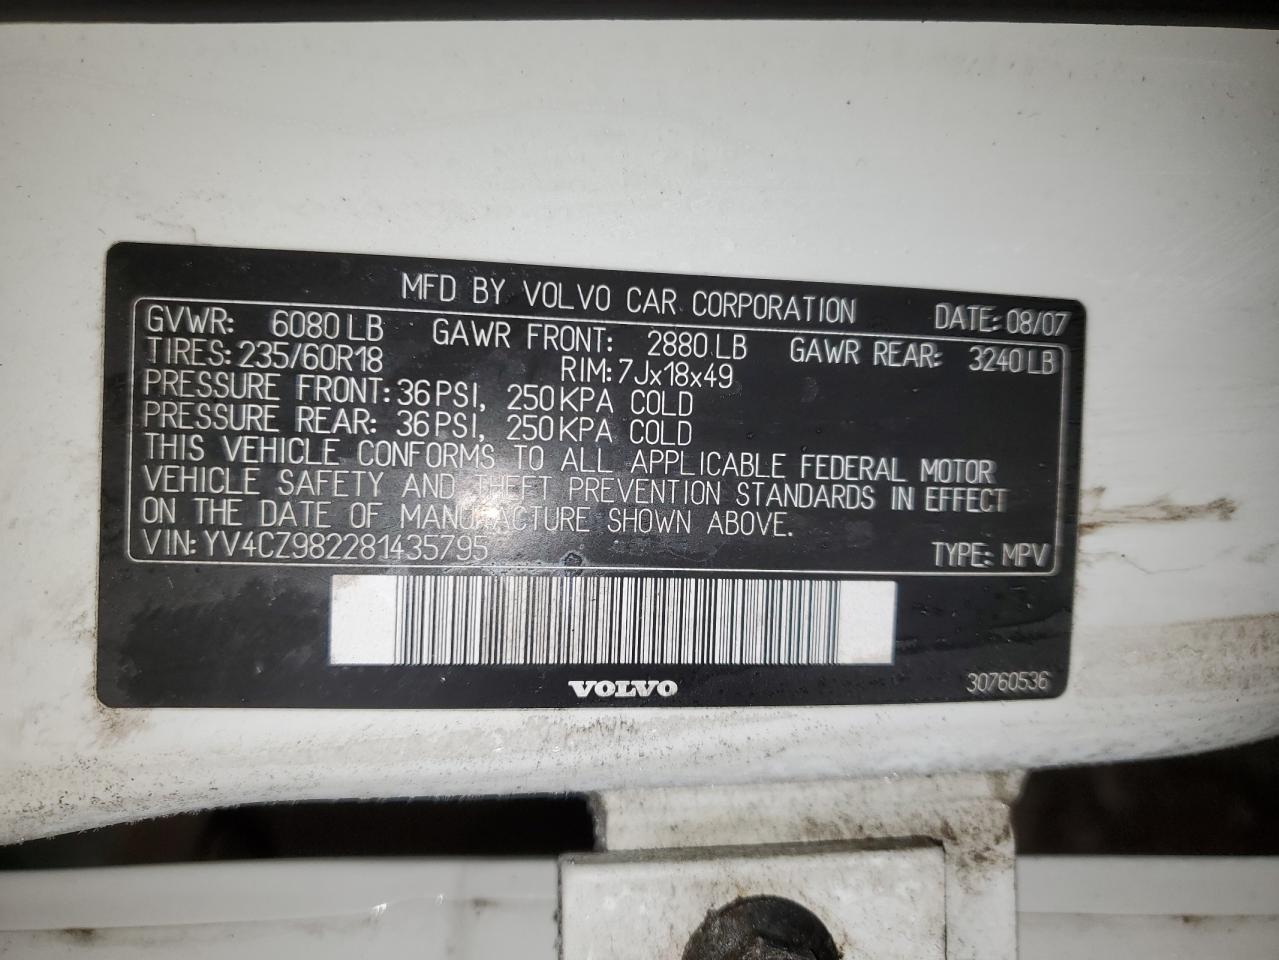 MFD BY VOLVO CAR CORPORATION DATE: 08/07
GVWR: 6080 LB GAWR FRONT: 2880 LB GAWR REAR: 3240 LB
TIRES: 235/60R18 RIM: 7Jx18x49
PRESSURE FRONT: 36 PSI, 250 KPA COLD
PRESSURE REAR: 36 PSI, 250 KPA COLD
THIS VEHICLE CONFORMS TO ALL APPLICABLE FEDERAL MOTOR
VEHICLE SAFETY AND THEFT PREVENTION STANDARDS IN EFFECT
ON THE DATE OF MANUFACTURE SHOWN ABOVE.
VIN: YV4CZ982281435795 TYPE: MPV
VOLVO 30760536